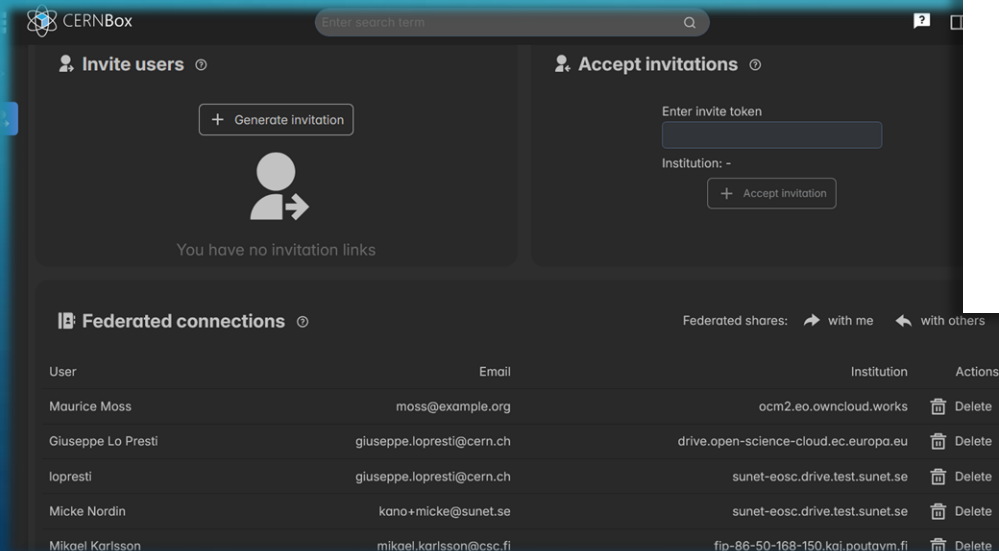 CERNBox
Enter search term
?
Invite users ?
Accept invitations ?
+ Generate invitation
You have no invitation links
Enter invite token
Institution: -
+ Accept invitation
Federated connections ?
Federated shares: with me with others
User Email Institution Actions
Maurice Moss moss@example.org ocm2.eo.owncloud.works Delete
Giuseppe Lo Presti giuseppe.lopresti@cern.ch drive.open-science-cloud.ec.europa.eu Delete
lopresti giuseppe.lopresti@cern.ch sunet-eosc.drive.test.sunet.se Delete
Micke Nordin kano+micke@sunet.se sunet-eosc.drive.test.sunet.se Delete
Mikael Karlsson mikael.karlsson@csc.fi fip-86-50-168-150.kaj.poutavm.fi Delete